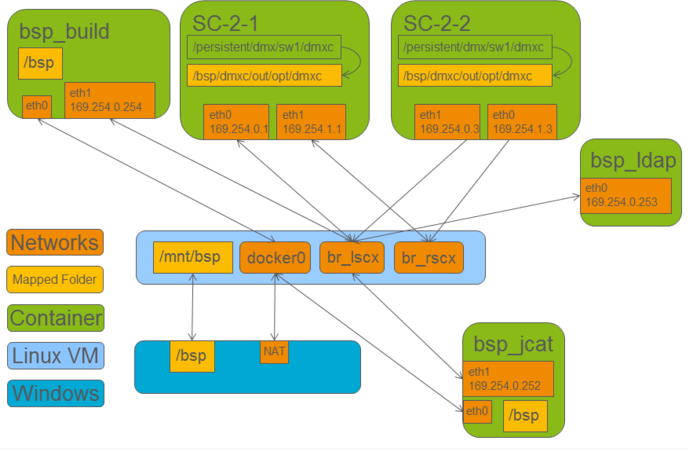 bsp_build
/bsp
eth0
eth1
169.254.0.254
SC-2-1
/persistent/dmx/sw1/dmxc
/bsp/dmxc/out/opt/dmxc
eth0
169.254.0.1
eth1
169.254.1.1
SC-2-2
/persistent/dmx/sw1/dmxc
/bsp/dmxc/out/opt/dmxc
eth1
169.254.0.3
eth0
169.254.1.3
bsp_ldap
eth0
169.254.0.253
Networks
Mapped Folder
Container
Linux VM
Windows
/mnt/bsp
docker0
br_lscx
br_rscx
/bsp
NAT
bsp_jcat
eth1
169.254.0.252
eth0
/bsp